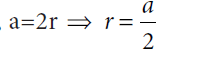 a=2r ⟹ r = a/2